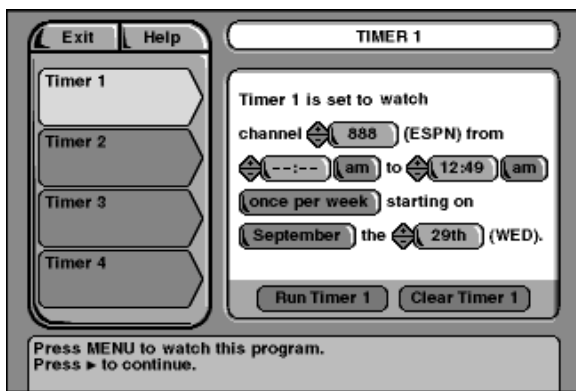 Exit Help
TIMER 1
Timer 1
Timer 2
Timer 3
Timer 4
Timer 1 is set to watch
channel 888 (ESPN) from
--:-- am to 12:49 am
once per week starting on
September the 29th (WED).
Run Timer 1 Clear Timer 1
Press MENU to watch this program.
Press ► to continue.